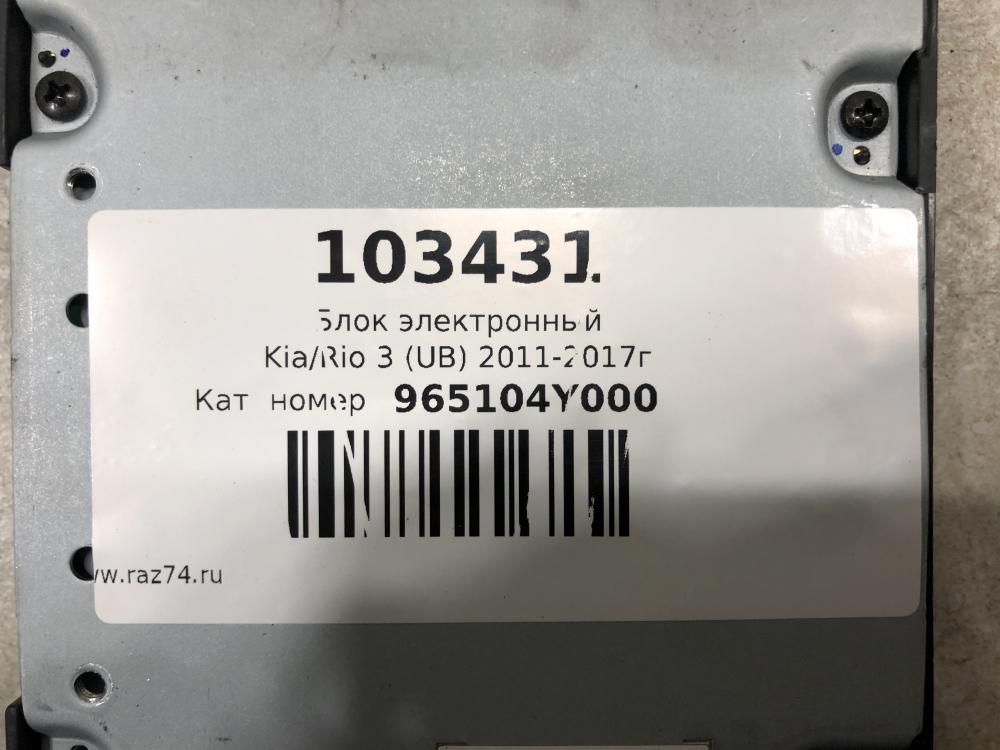 103431
Блок электронный
Kia/Rio 3 (UB) 2011-2017г
Кат номер 965104Y000
w.raz74.ru